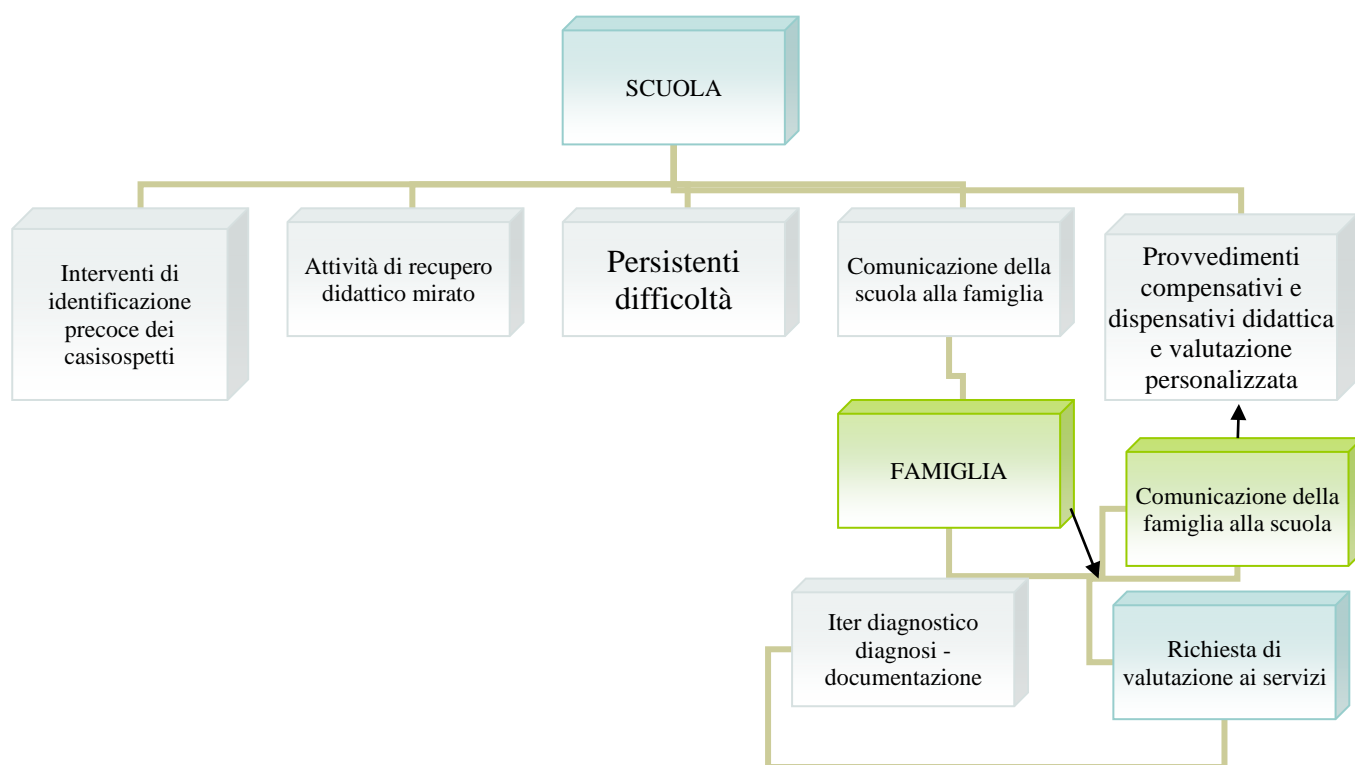 SCUOLA
Interventi di
identificazione
precoce dei
casisospetti
Attività di recupero
didattico mirato
Persistenti
difficoltà
Comunicazione della
scuola alla famiglia
Provvedimenti
compensativi e
dispensativi didattica
e valutazione
personalizzata
FAMIGLIA
Comunicazione della
famiglia alla scuola
Iter diagnostico
diagnosi -
documentazione
Richiesta di
valutazione ai servizi